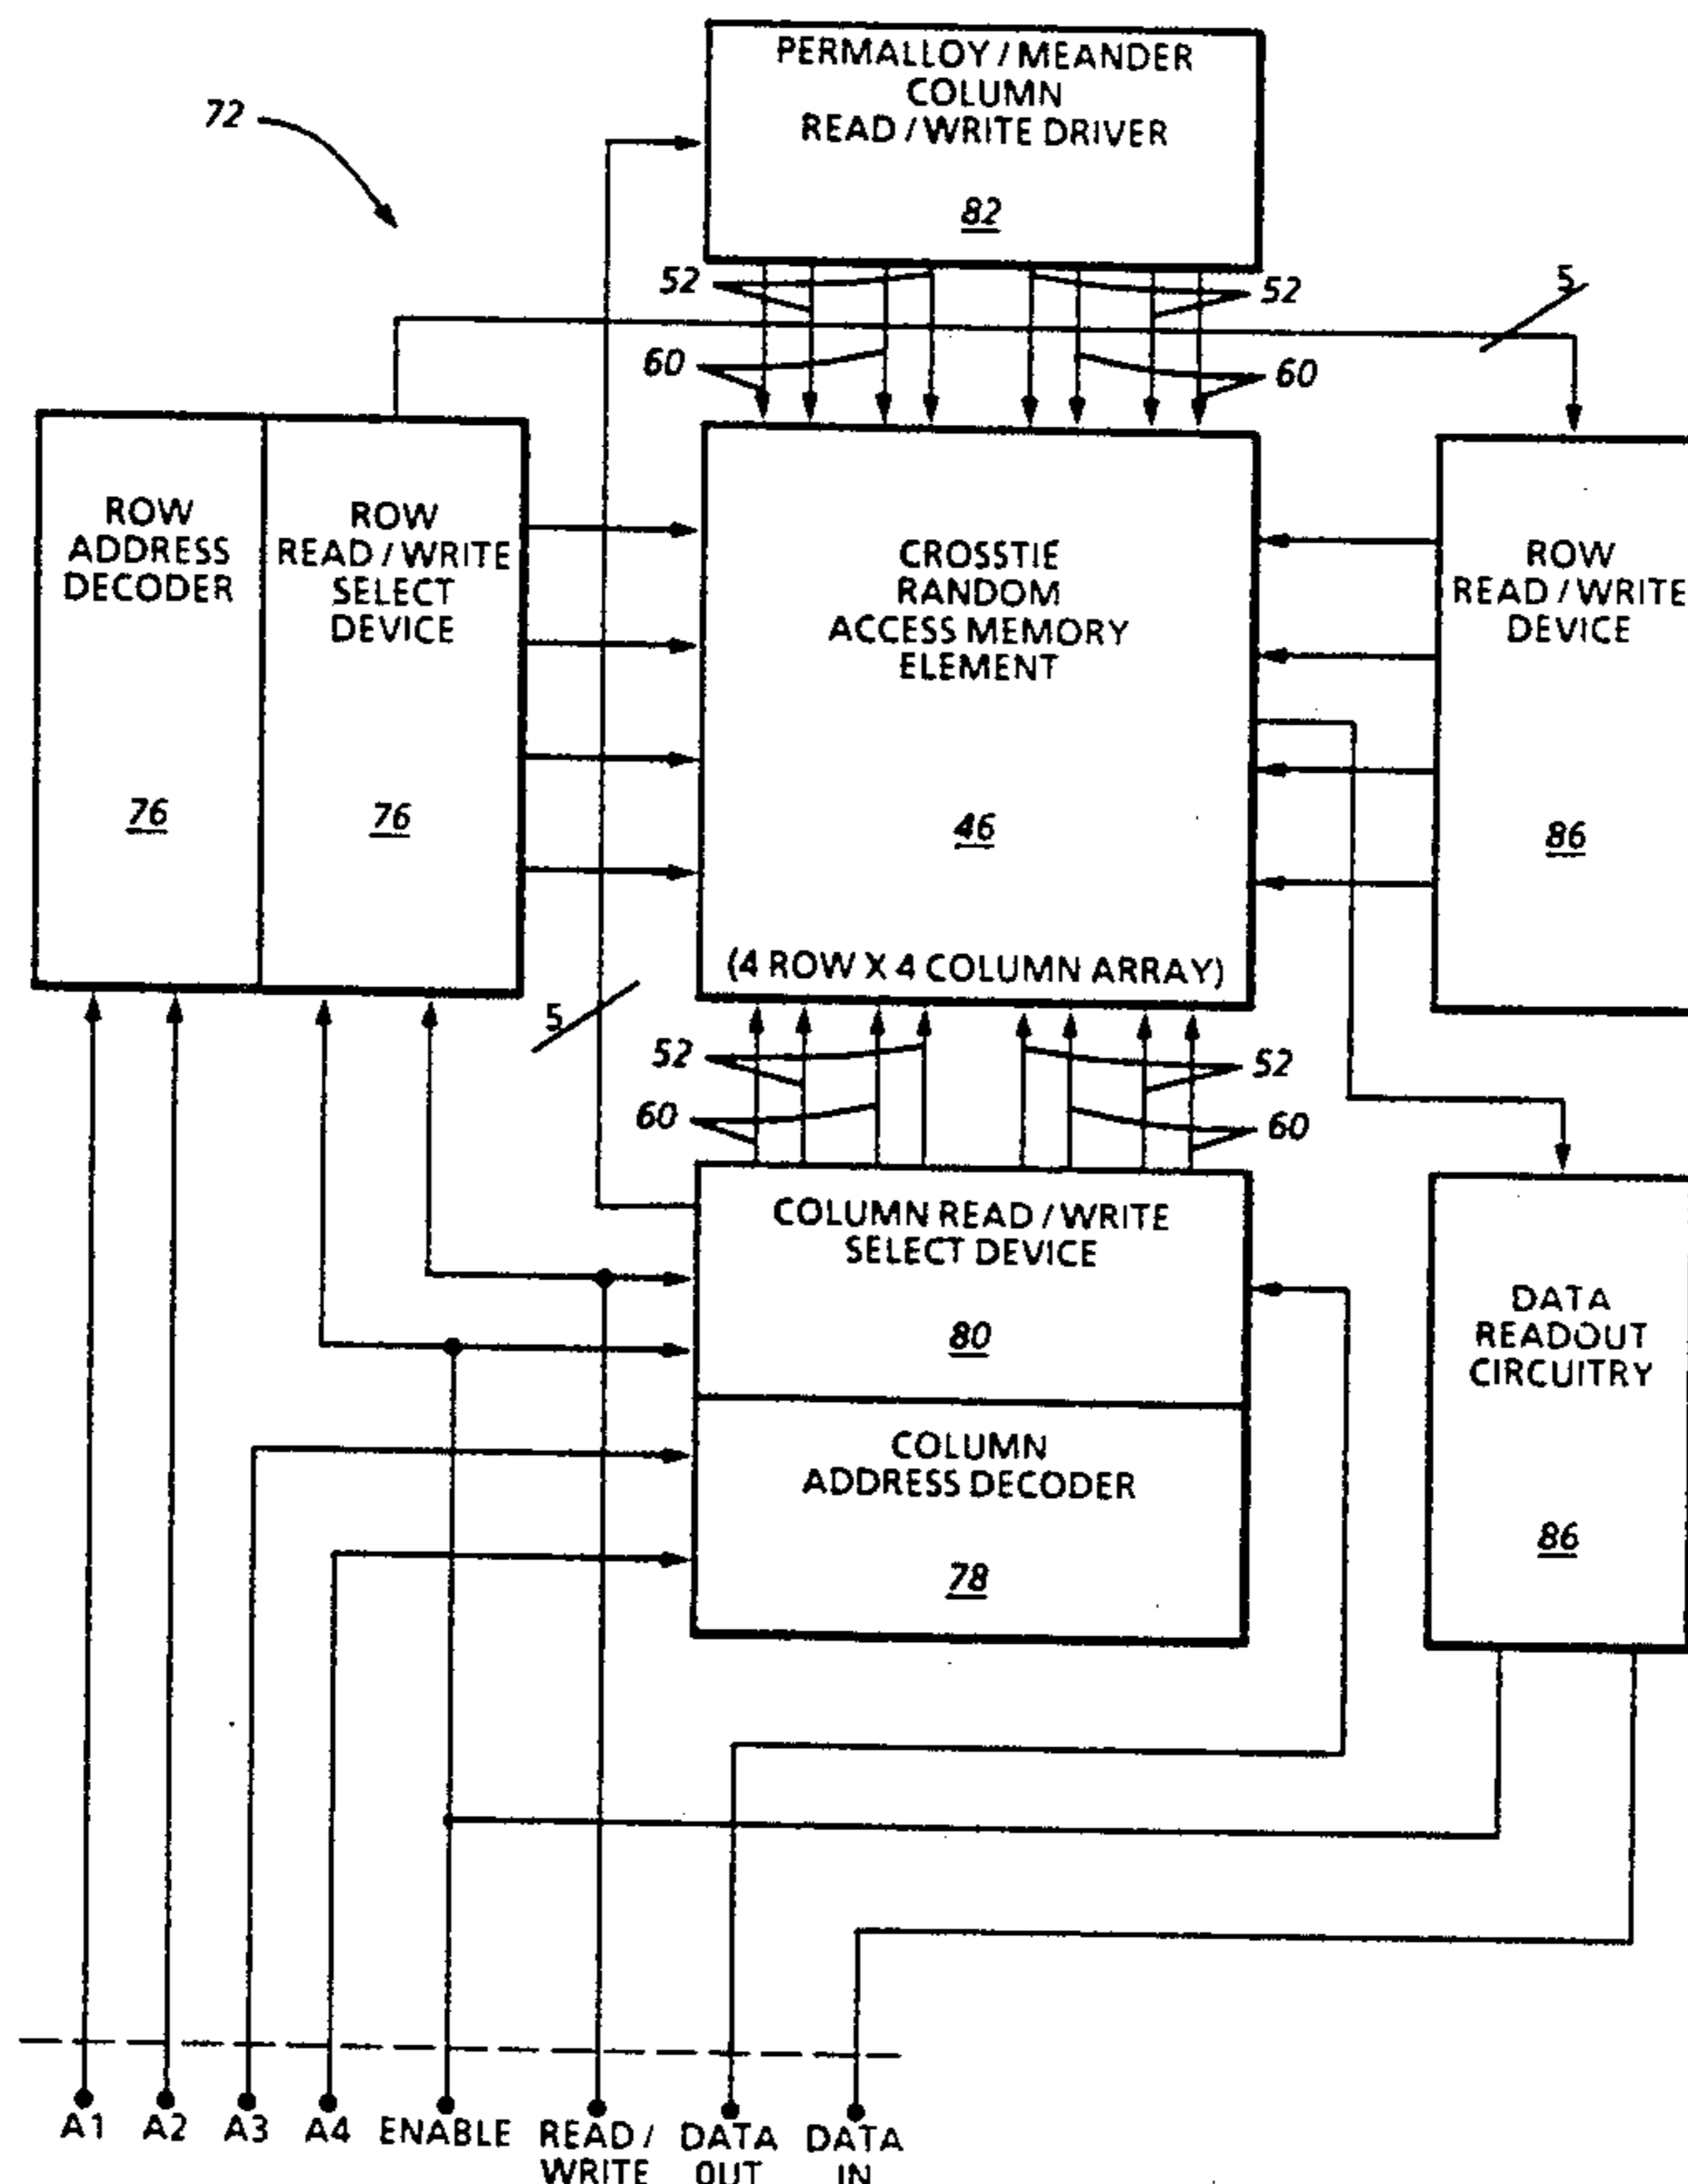 PERMALLOY / MEANDER
COLUMN
READ / WRITE DRIVER
82
72
52
52
5
60
60
ROW
ADDRESS
DECODER
76
ROW
READ / WRITE
SELECT
DEVICE
76
CROSSTIE
RANDOM
ACCESS MEMORY
ELEMENT
46
(4 ROW X 4 COLUMN ARRAY)
ROW
READ / WRITE
DEVICE
86
5
52
52
60
60
COLUMN READ / WRITE
SELECT DEVICE
80
COLUMN
ADDRESS DECODER
78
DATA
READOUT
CIRCUITRY
86
A1
A2
A3
A4
ENABLE
READ /
WRITE
DATA
OUT
DATA
IN